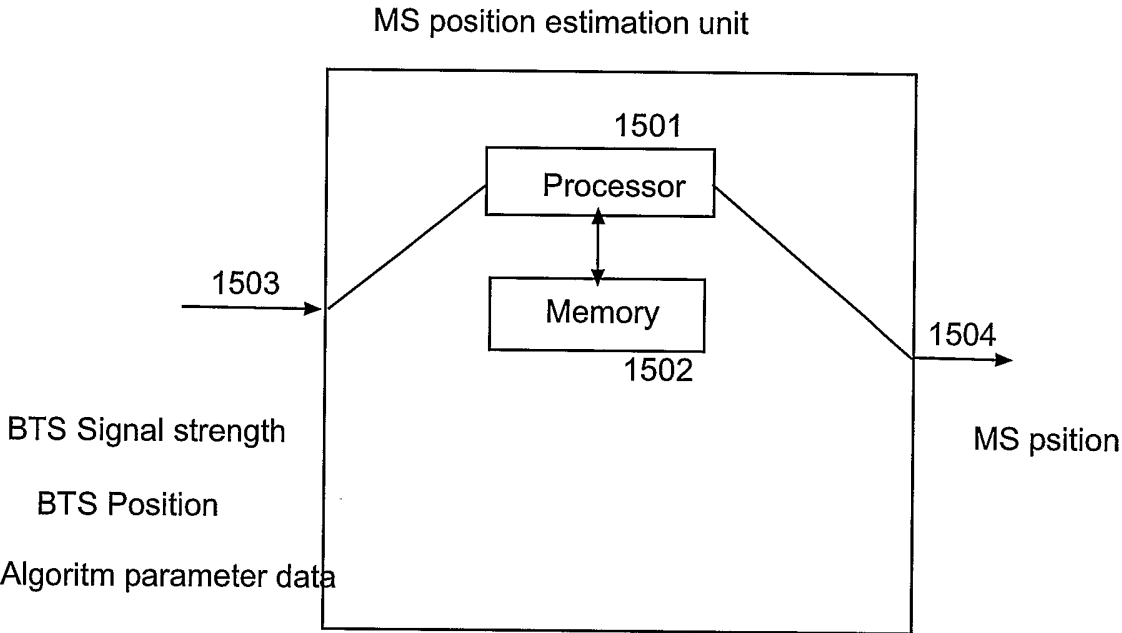 MS position estimation unit
1501
Processor
1503
Memory
1504
1502
BTS Signal strength
MS psition
BTS Position
Algoritm parameter data